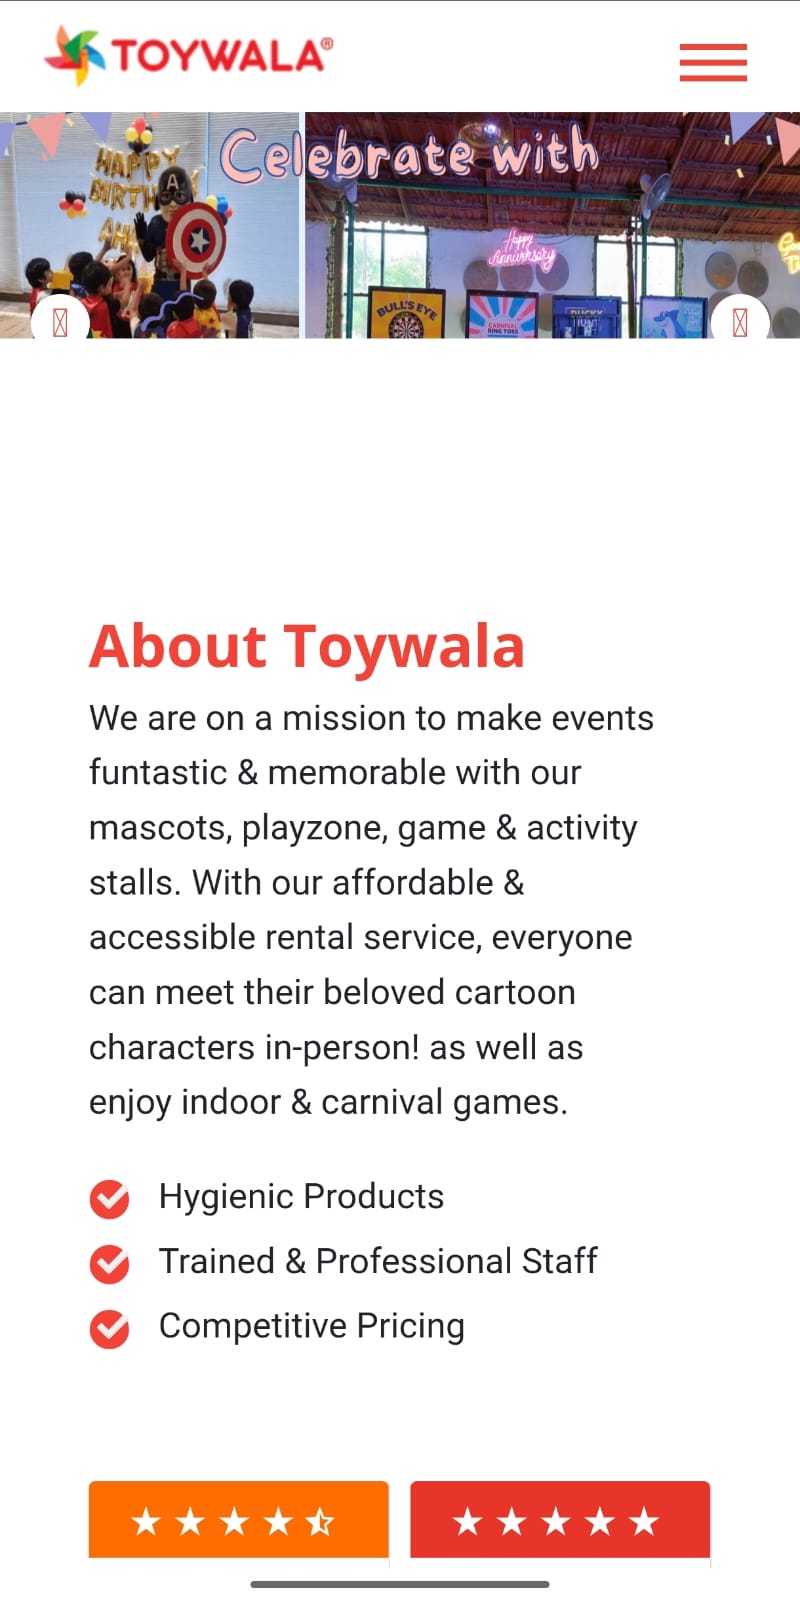 TOYWALA®
Celebrate with
HAPPY
BIRTH
AH
A
Happy
Anniversary
BULL'S EYE
CARNIVAL
RING TOSS
DUCKY
HUNT
About Toywala
We are on a mission to make events
funtastic & memorable with our
mascots, playzone, game & activity
stalls. With our affordable &
accessible rental service, everyone
can meet their beloved cartoon
characters in-person! as well as
enjoy indoor & carnival games.
Hygienic Products
Trained & Professional Staff
Competitive Pricing